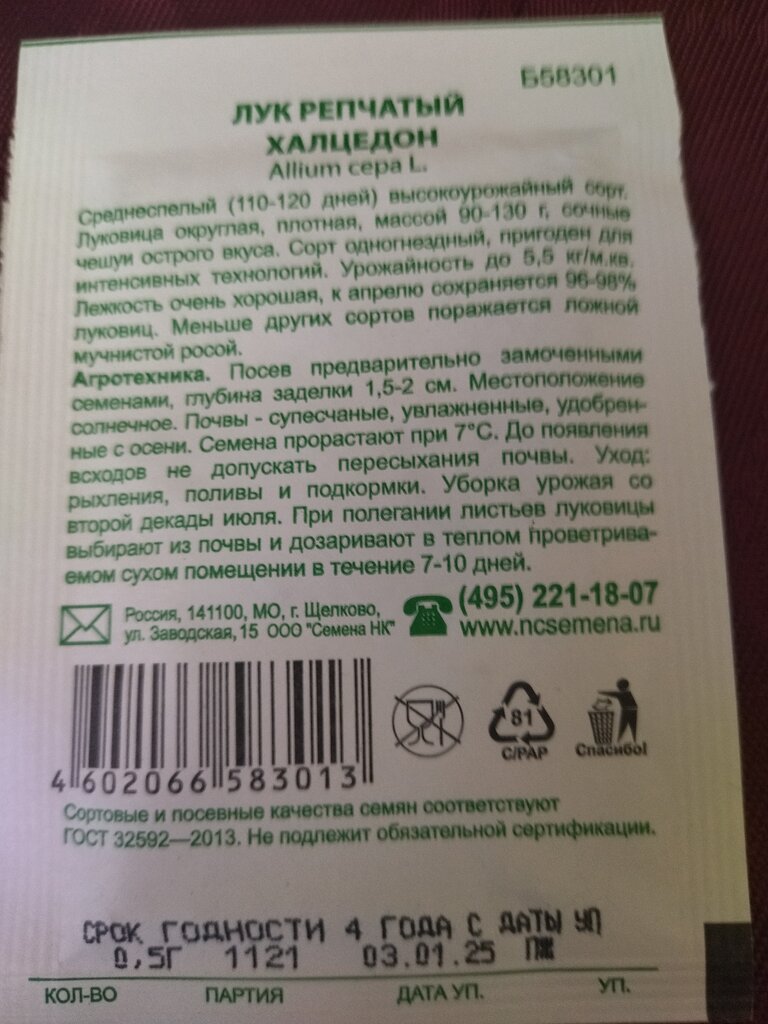 Б58301
ЛУК РЕПЧАТЫЙ
ХАЛЦЕДОН
Allium cepa L.
Среднеспелый (110-120 дней) высокоурожайный сорт.
Луковица округлая, плотная, массой 90-130 г, сочные
чешуи острого вкуса. Сорт одногнездный, пригоден для
интенсивных технологий. Урожайность до 5,5 кг/м.кв.
Лежкость очень хорошая, к апрелю сохраняется 96-98%
луковиц. Меньше других сортов поражается ложной
мучнистой росой.
Агротехника. Посев предварительно замоченными
семенами, глубина заделки 1,5-2 см. Местоположение
солнечное. Почвы - супесчаные, увлажненные, удобрен-
ные с осени. Семена прорастают при 7°С. До появления
всходов не допускать пересыхания почвы. Уход:
рыхления, поливы и подкормки. Уборка урожая со
второй декады июля. При полегании листьев луковицы
выбирают из почвы и дозаривают в теплом проветрива-
емом сухом помещении в течение 7-10 дней.
Россия, 141100, МО, г. Щелково,
ул. Заводская,15 ООО "Семена НК"
(495) 221-18-07
www.ncsemena.ru
81
C/PAP
Спасибо!
4 602066 583013
Сортовые и посевные качества семян соответствуют
ГОСТ 32592—2013. Не подлежит обязательной сертификации.
СРОК ГОДНОСТИ 4 ГОДА С ДАТЫ УП
0,5Г 1121 03.01.25 ПЖ
КОЛ-ВО ПАРТИЯ ДАТА УП. УП.